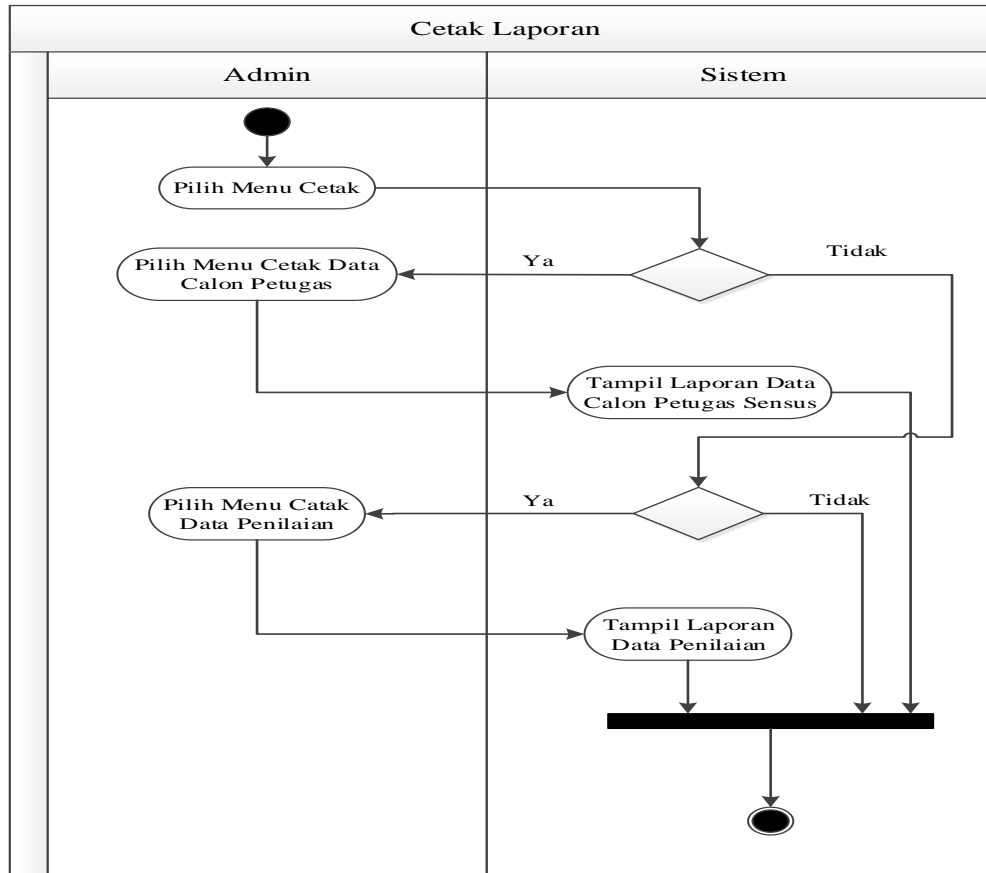 Cetak Laporan
Admin
Sistem
Pilih Menu Cetak
Pilih Menu Cetak Data
Calon Petugas
Ya
Tidak
Tampil Laporan Data
Calon Petugas Sensus
Pilih Menu Catak
Data Penilaian
Ya
Tidak
Tampil Laporan
Data Penilaian